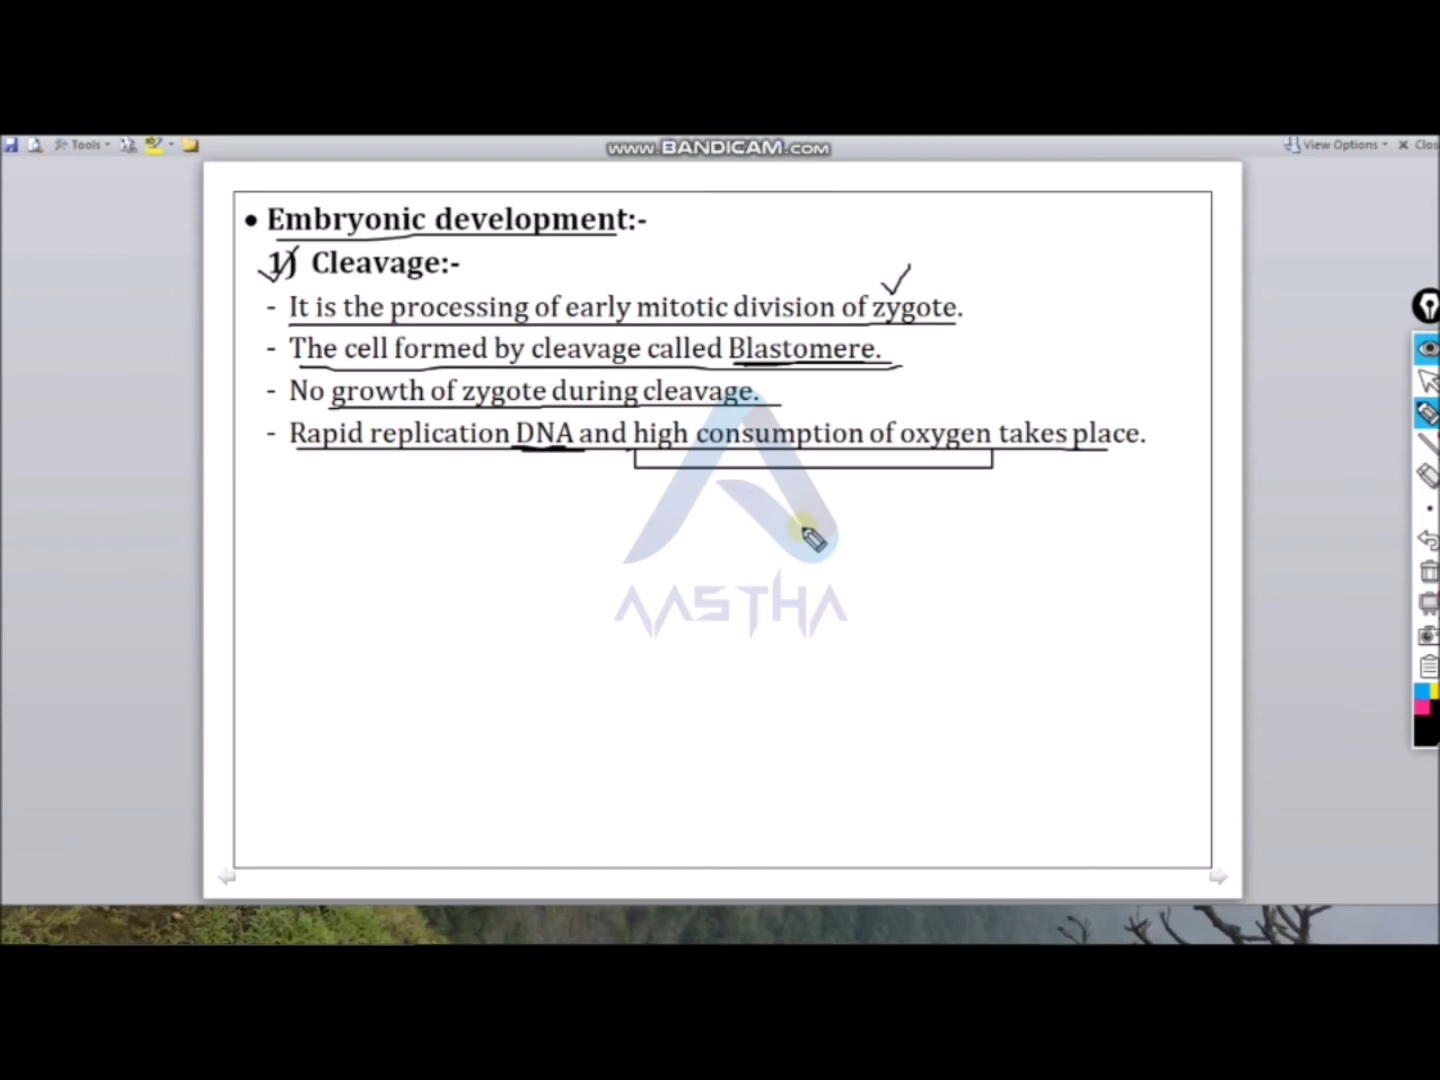 Tools
www.BANDICAM.com
View Options
Clos
• Embryonic development:-
1) Cleavage:-
- It is the processing of early mitotic division of zygote.
- The cell formed by cleavage called Blastomere.
- No growth of zygote during cleavage.
- Rapid replication DNA and high consumption of oxygen takes place.
AASTHA